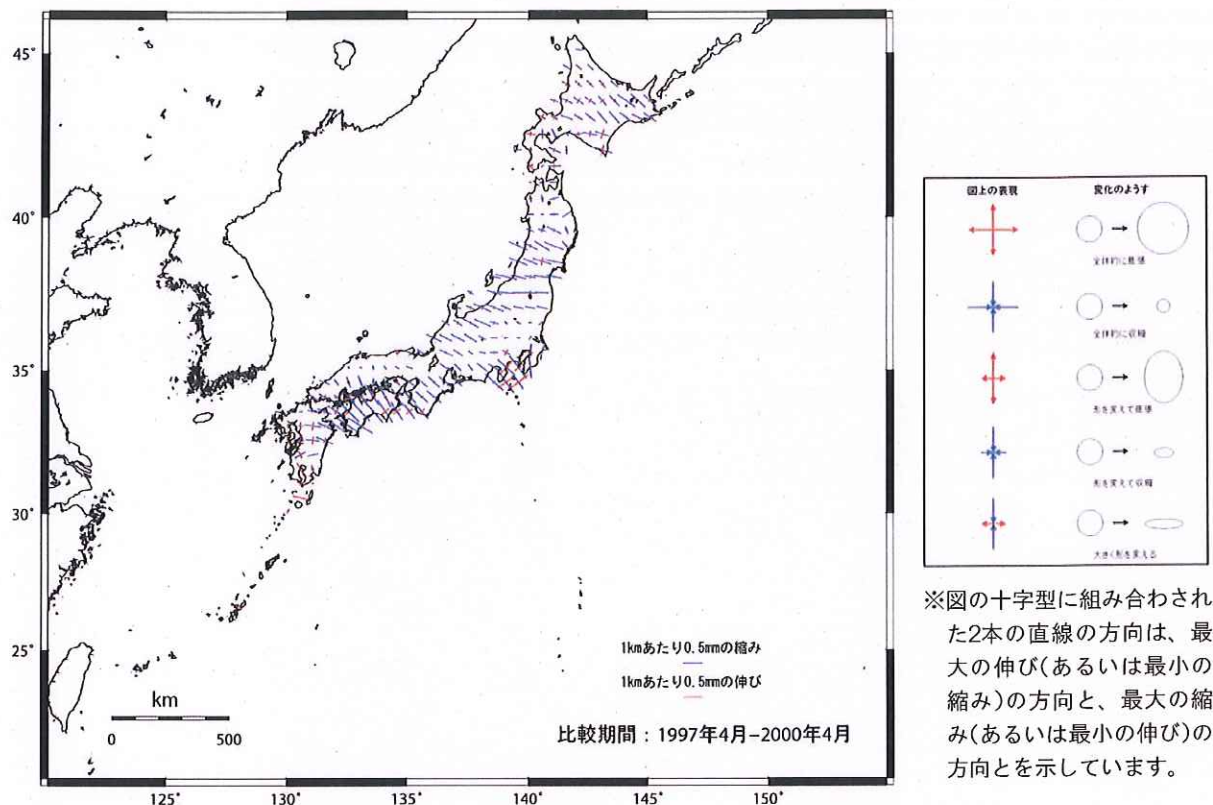 45°
40°
35°
30°
25°
125°
130°
135°
140°
145°
150°
km
0 500
1kmあたり0.5mmの縮み
1kmあたり0.5mmの伸び
比較期間：1997年4月−2000年4月
図上の表現 変化のようす
全体的に膨張
全体的に収縮
形を変えて膨張
形を変えて収縮
大きく形を変える
※図の十字型に組み合わされ
た2本の直線の方向は、最
大の伸び(あるいは最小の
縮み)の方向と、最大の縮
み(あるいは最小の伸び)の
方向とを示しています。